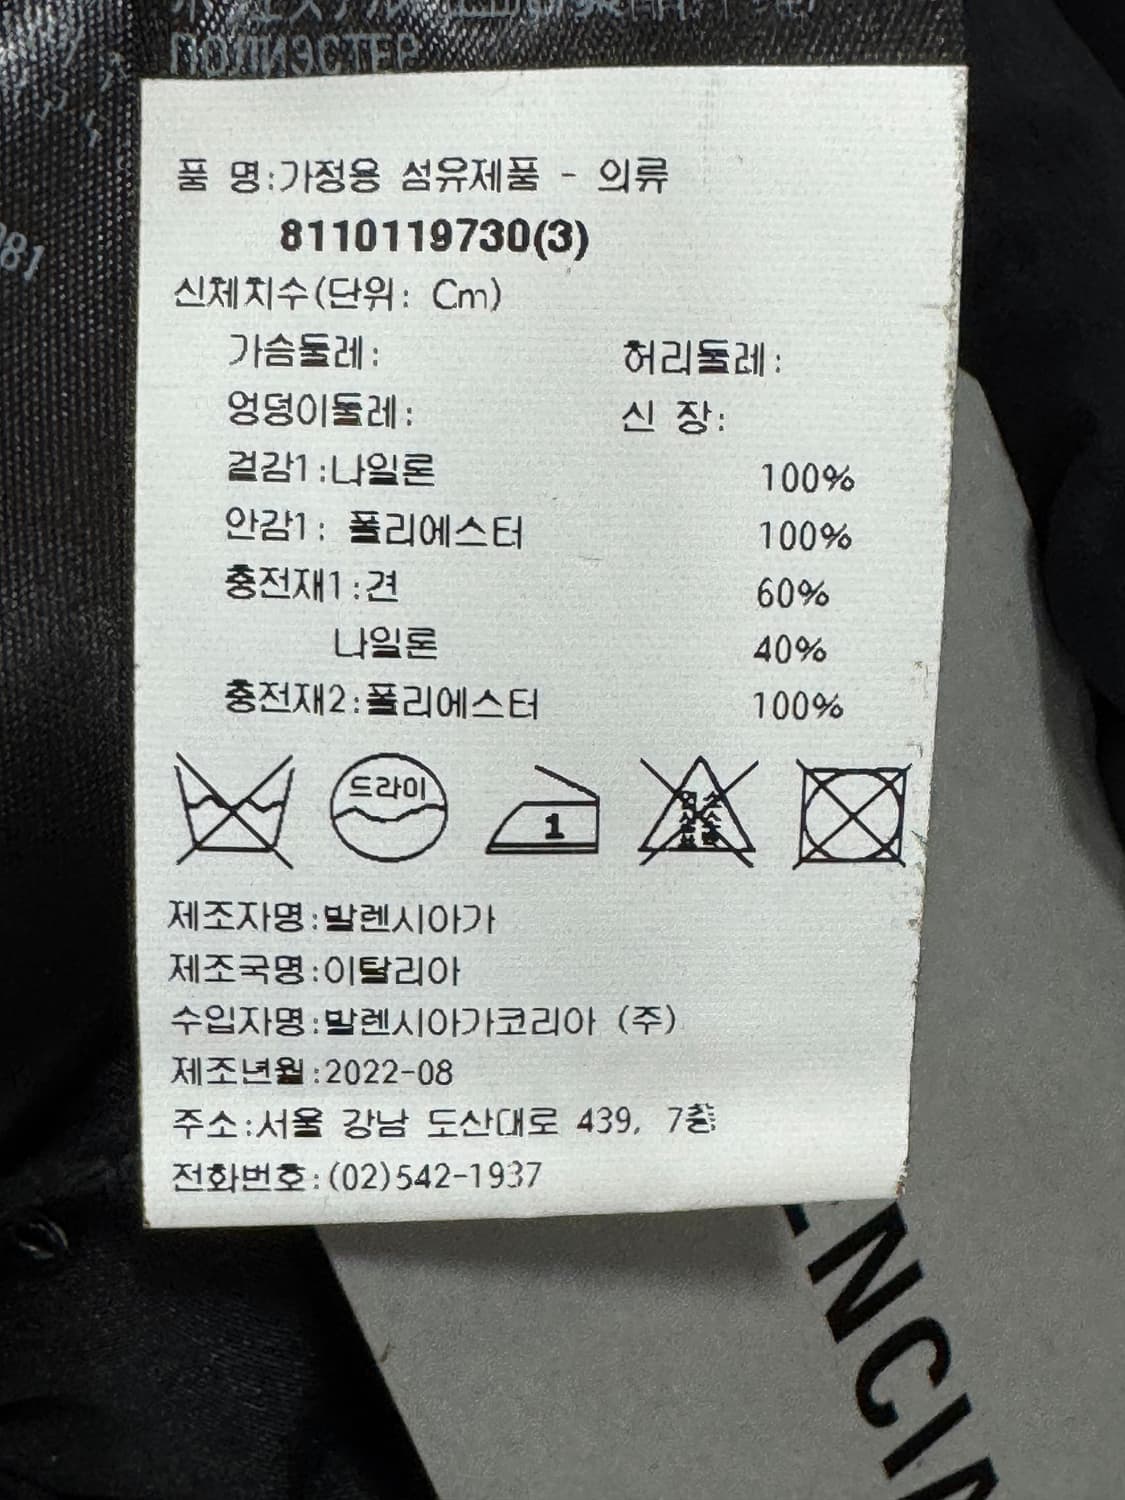 ПОЛИЭСТЕР
981
품 명:가정용 섬유제품 - 의류
8110119730(3)
신체치수(단위: Cm)
가슴둘레: 허리둘레:
엉덩이둘레: 신 장:
겉감1:나일론 100%
안감1: 폴리에스터 100%
충전재1:견 60%
나일론 40%
충전재2:폴리에스터 100%
드라이
1
제조자명:발렌시아가
제조국명:이탈리아
수입자명:발렌시아가코리아 (주)
제조년월:2022-08
주소:서울 강남 도산대로 439, 7층
전화번호:(02)542-1937
ENCIA